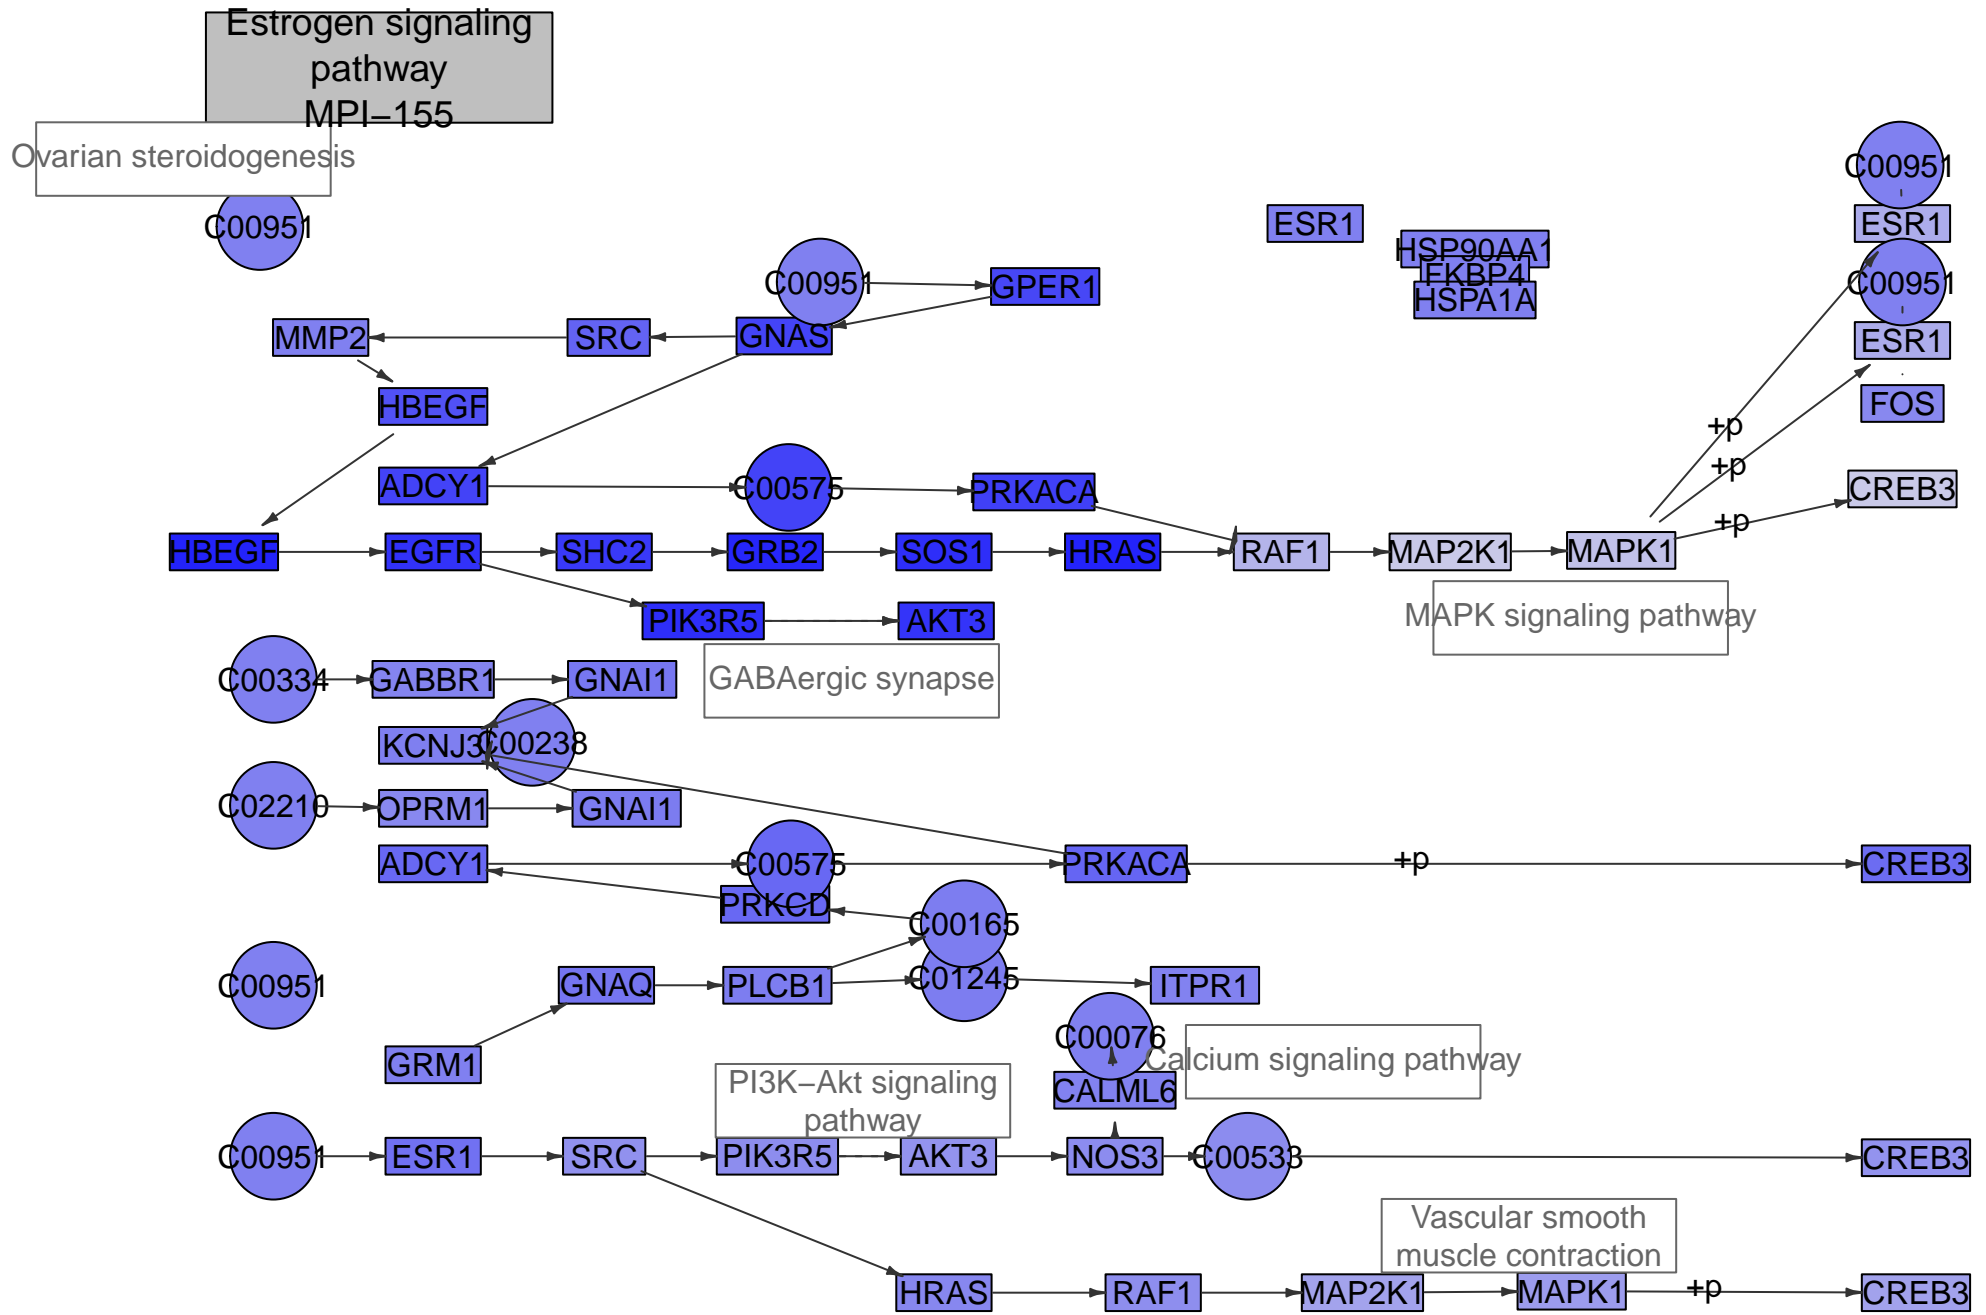 Estrogen signaling
pathway
MPI−155
Ovarian steroidogenesis
C00951
C00951
ESR1
C00951
ESR1
HSP90AA1
FKBP4
HSPA1A
C00951
GPER1
C00951
ESR1
MMP2
SRC
GNAS
HBEGF
FOS
+p
+p
ADCY1
C00575
PRKACA
CREB3
+p
HBEGF
EGFR
SHC2
GRB2
SOS1
HRAS
RAF1
MAP2K1
MAPK1
PIK3R5
AKT3
MAPK signaling pathway
C00334
GABBR1
GNAI1
GABAergic synapse
KCNJ3
C00238
C02210
OPRM1
GNAI1
ADCY1
C00575
PRKACA
+p
CREB3
PRKCD
C00165
C00951
GNAQ
PLCB1
C01245
ITPR1
C00076
Calcium signaling pathway
GRM1
PI3K−Akt signaling
pathway
CALML6
C00951
ESR1
SRC
PIK3R5
AKT3
NOS3
C00533
CREB3
Vascular smooth
muscle contraction
HRAS
RAF1
MAP2K1
MAPK1
+p
CREB3